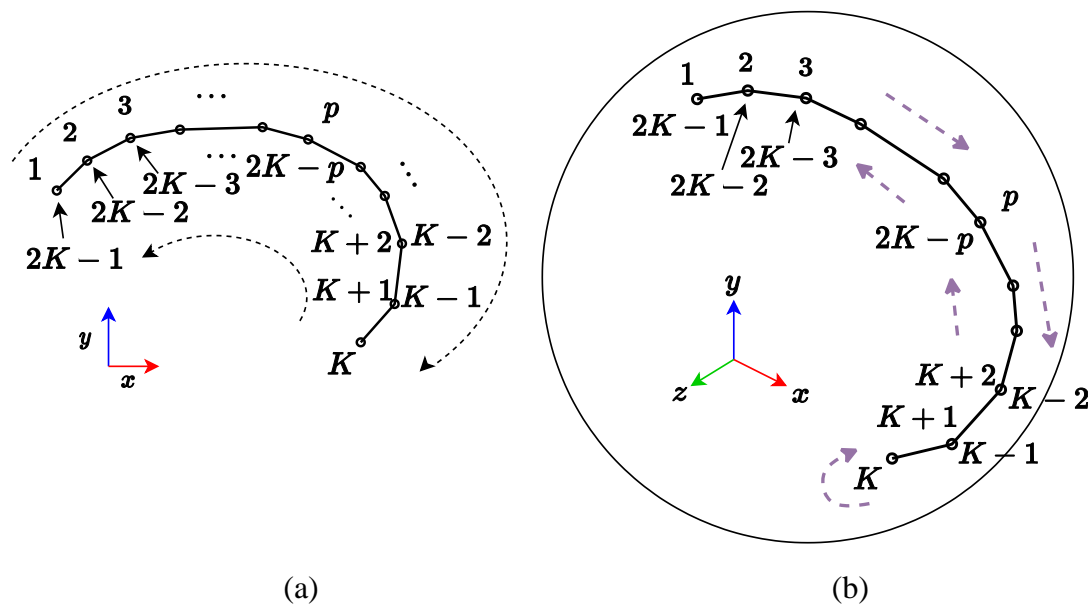 1
2
3
⋯
p
2K − 1
2K − 2
2K − 3
⋯
2K − p
⋱
⋱
K + 2
K − 2
K + 1
K − 1
K
y
x
(a)
1
2
3
2K − 1
2K − 2
2K − 3
p
2K − p
K + 2
K − 2
K + 1
K − 1
K
y
z
x
(b)